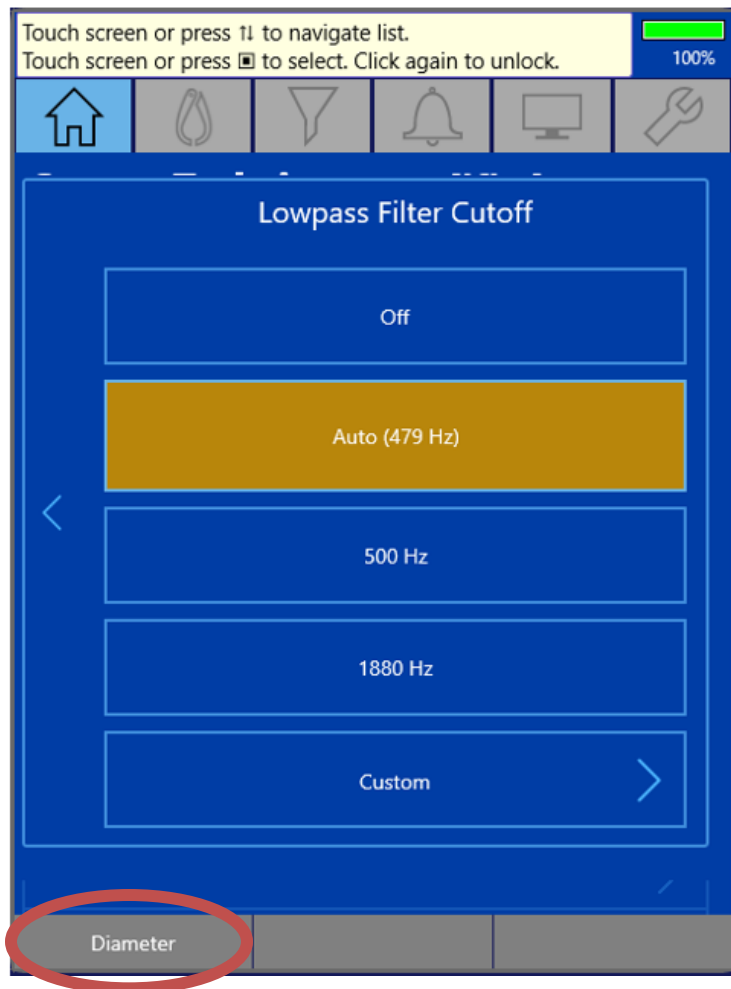 Touch screen or press ⇅ to navigate list.
Touch screen or press ▣ to select. Click again to unlock.
100%
Lowpass Filter Cutoff
Off
Auto (479 Hz)
500 Hz
1880 Hz
Custom
Diameter